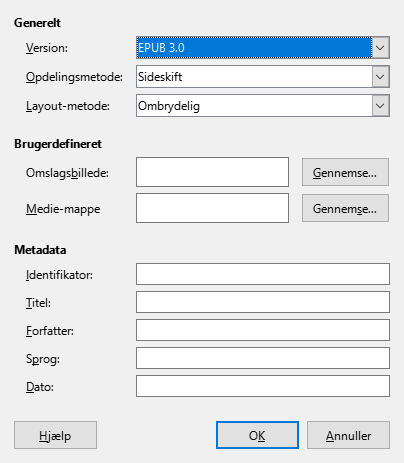 Generelt
Version: EPUB 3.0
Opdelingsmetode: Sideskift
Layout-metode: Ombrydelig
Brugerdefineret
Omslagsbillede: Gennemse...
Medie-mappe Gennemse...
Metadata
Identifikator:
Titel:
Forfatter:
Sprog:
Dato:
Hjælp OK Annuller